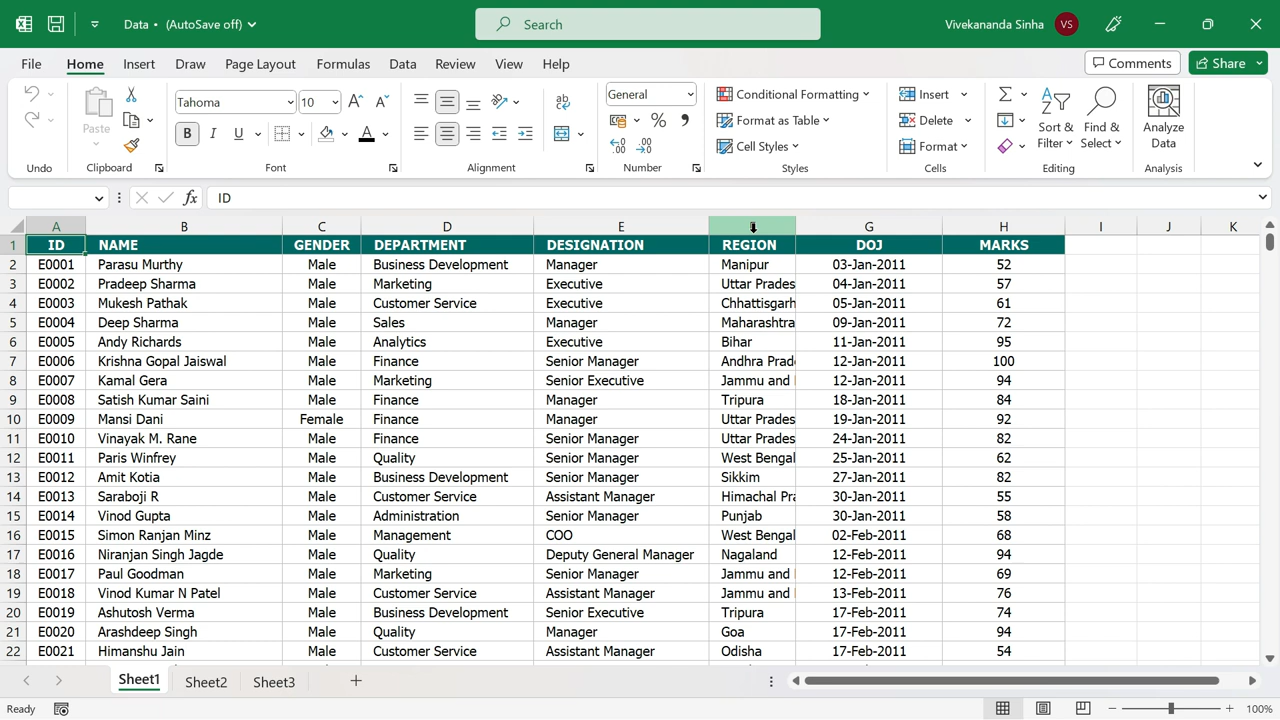 Data • (AutoSave off)
Search
Vivekananda Sinha VS
File Home Insert Draw Page Layout Formulas Data Review View Help Comments Share
Undo
Paste
Clipboard
Tahoma 10
B I U A
Font
ab
Alignment
General
% ,
Number
Conditional Formatting
Format as Table
Cell Styles
Styles
Insert
Delete
Format
Cells
Sort & Filter
Find & Select
Editing
Analyze Data
Analysis
fx ID
A B C D E G H I J K
1 ID NAME GENDER DEPARTMENT DESIGNATION REGION DOJ MARKS
2 E0001 Parasu Murthy Male Business Development Manager Manipur 03-Jan-2011 52
3 E0002 Pradeep Sharma Male Marketing Executive Uttar Prades 04-Jan-2011 57
4 E0003 Mukesh Pathak Male Customer Service Executive Chhattisgarh 05-Jan-2011 61
5 E0004 Deep Sharma Male Sales Manager Maharashtra 09-Jan-2011 72
6 E0005 Andy Richards Male Analytics Executive Bihar 11-Jan-2011 95
7 E0006 Krishna Gopal Jaiswal Male Finance Senior Manager Andhra Prad 12-Jan-2011 100
8 E0007 Kamal Gera Male Marketing Senior Executive Jammu and 12-Jan-2011 94
9 E0008 Satish Kumar Saini Male Finance Manager Tripura 18-Jan-2011 84
10 E0009 Mansi Dani Female Finance Manager Uttar Prades 19-Jan-2011 92
11 E0010 Vinayak M. Rane Male Finance Senior Manager Uttar Prades 24-Jan-2011 82
12 E0011 Paris Winfrey Male Quality Senior Manager West Bengal 25-Jan-2011 62
13 E0012 Amit Kotia Male Business Development Senior Manager Sikkim 27-Jan-2011 82
14 E0013 Saraboji R Male Customer Service Assistant Manager Himachal Pra 30-Jan-2011 55
15 E0014 Vinod Gupta Male Administration Senior Manager Punjab 30-Jan-2011 58
16 E0015 Simon Ranjan Minz Male Management COO West Bengal 02-Feb-2011 68
17 E0016 Niranjan Singh Jagde Male Quality Deputy General Manager Nagaland 12-Feb-2011 94
18 E0017 Paul Goodman Male Marketing Senior Manager Jammu and 12-Feb-2011 69
19 E0018 Vinod Kumar N Patel Male Customer Service Assistant Manager Jammu and 13-Feb-2011 76
20 E0019 Ashutosh Verma Male Business Development Senior Executive Tripura 17-Feb-2011 74
21 E0020 Arashdeep Singh Male Quality Manager Goa 17-Feb-2011 94
22 E0021 Himanshu Jain Male Customer Service Assistant Manager Odisha 17-Feb-2011 54
Sheet1 Sheet2 Sheet3
Ready 100%